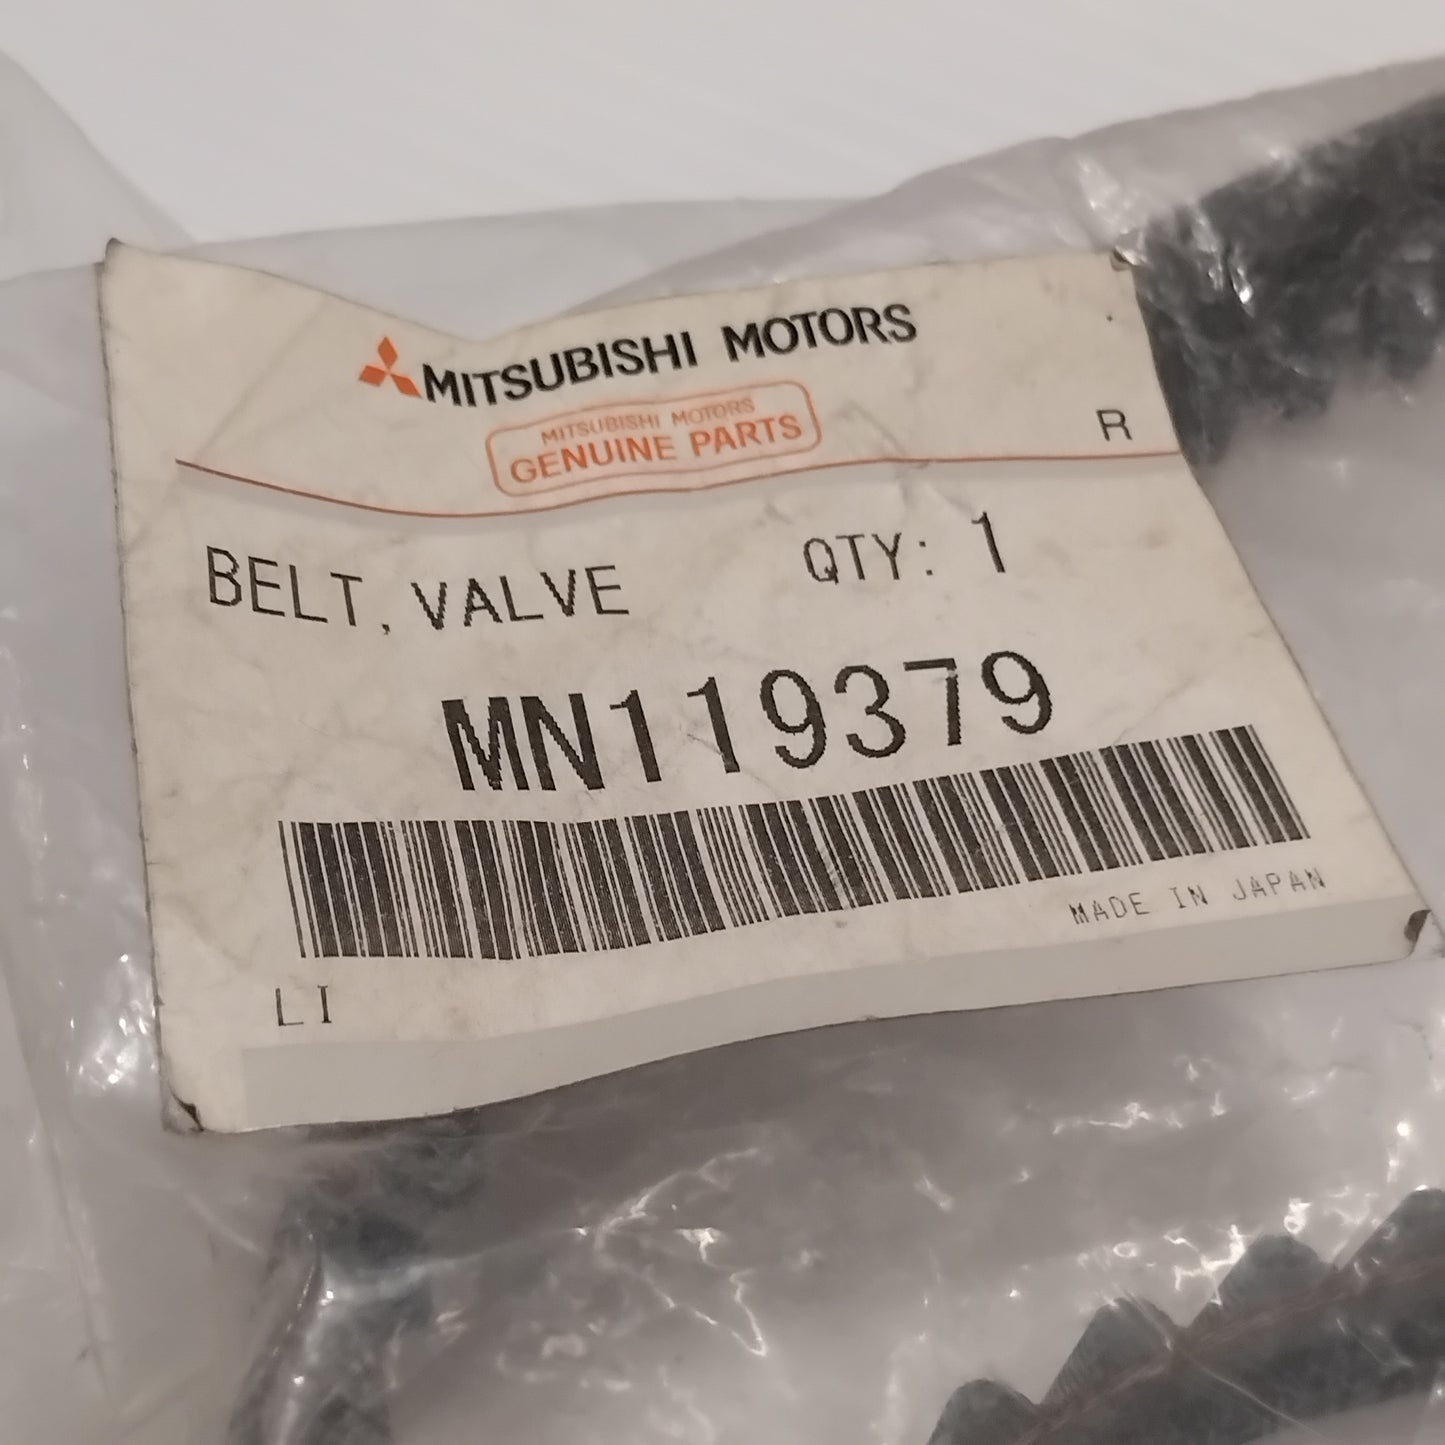 MITSUBISHI MOTORS
MITSUBISHI MOTORS
GENUINE PARTS
R
BELT, VALVE QTY: 1
MN119379
MADE IN JAPAN
LI